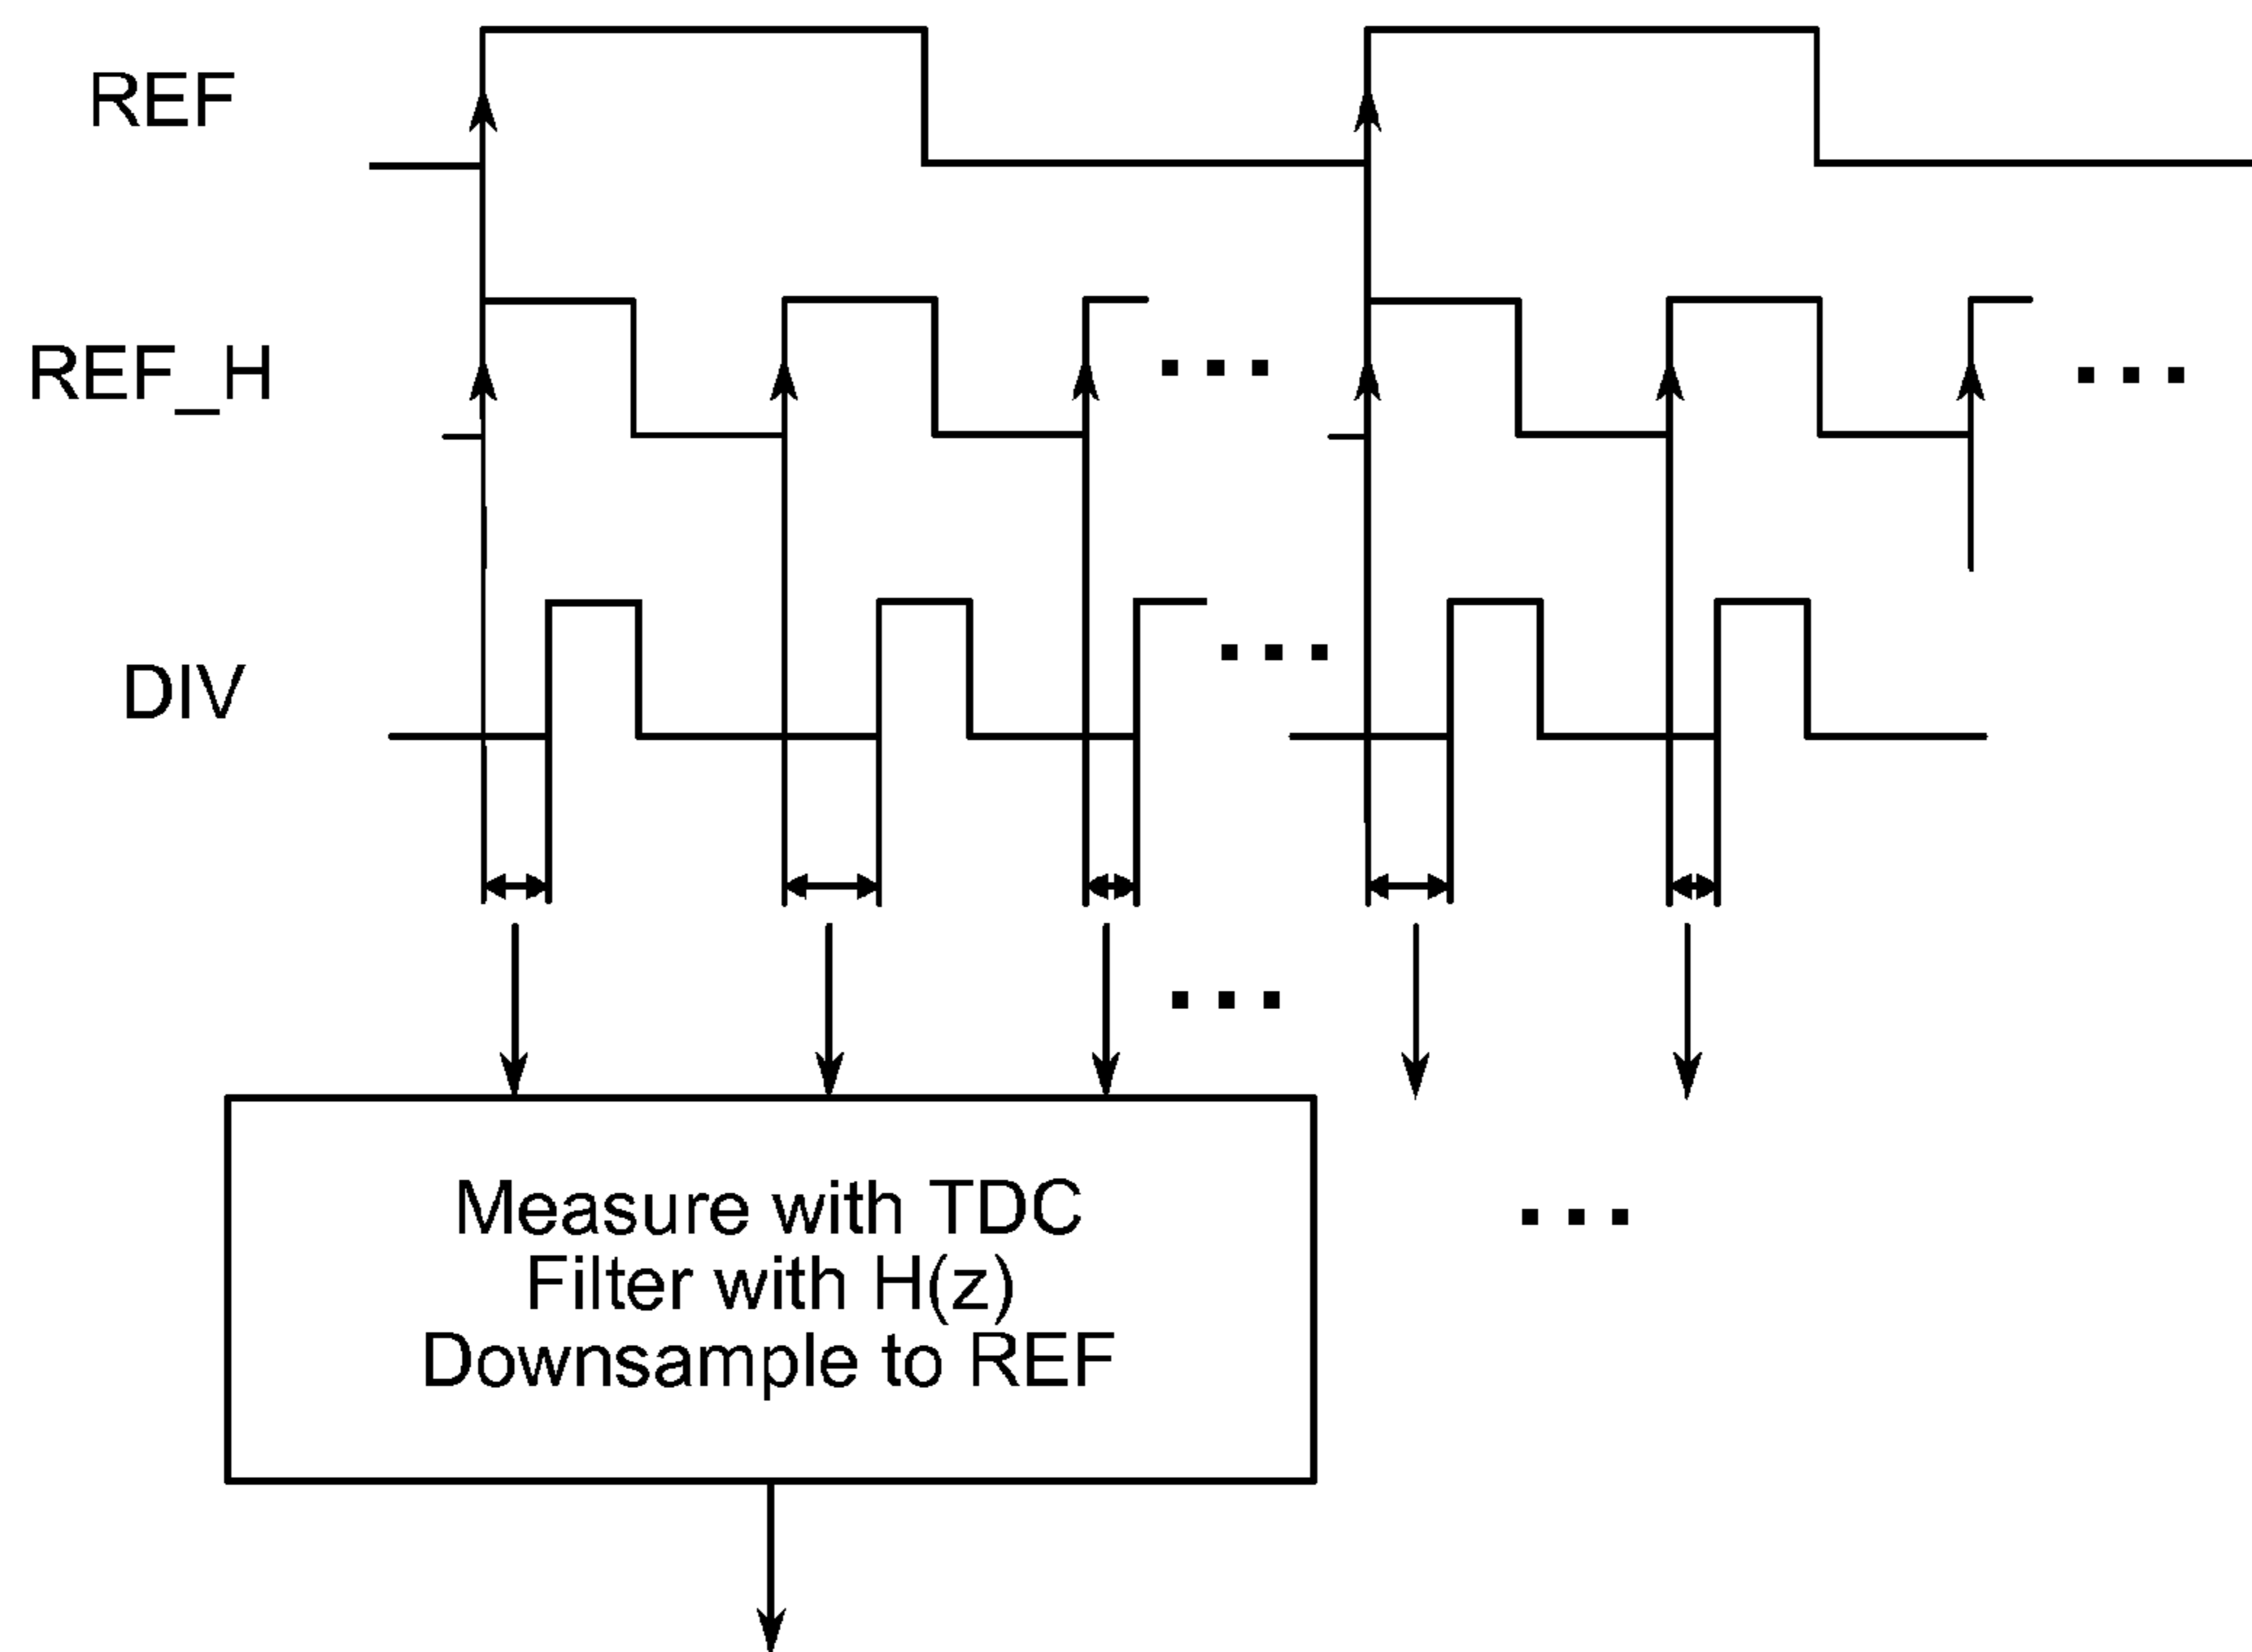 REF
REF_H
DIV
Measure with TDC
Filter with H(z)
Downsample to REF